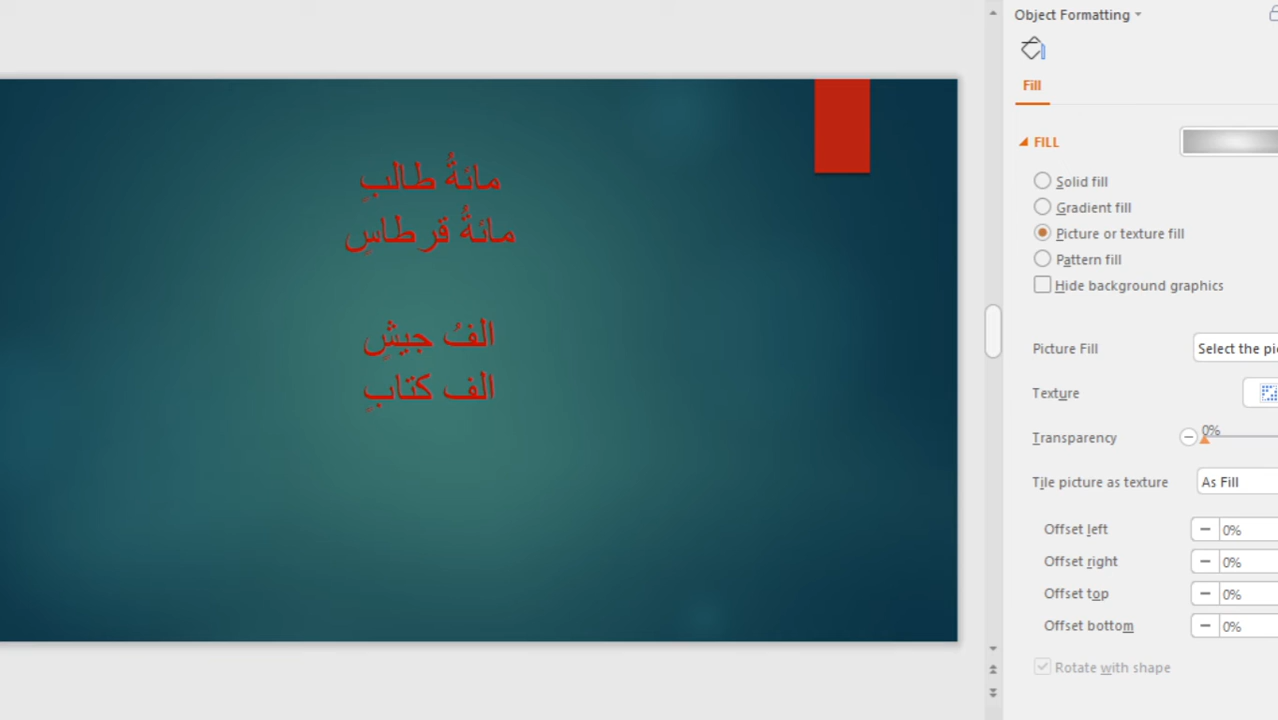 مائةُ طالبِ
مائةُ قرطاسِ
الفُ جيشِ
الف كتابِ
Object Formatting
Fill
FILL
Solid fill
Gradient fill
Picture or texture fill
Pattern fill
Hide background graphics
Picture Fill
Select the pi
Texture
Transparency
0%
Tile picture as texture
As Fill
Offset left
0%
Offset right
0%
Offset top
0%
Offset bottom
0%
Rotate with shape